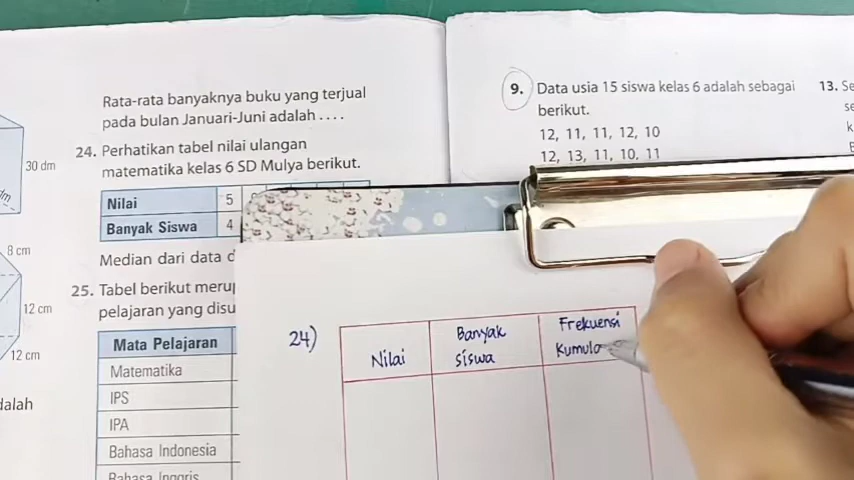 Rata-rata banyaknya buku yang terjual
pada bulan Januari-Juni adalah . . . .
24. Perhatikan tabel nilai ulangan
matematika kelas 6 SD Mulya berikut.
Nilai 5
Banyak Siswa 4
Median dari data
25. Tabel berikut
pelajaran yang
Mata Pelajaran
Matematika
IPS
IPA
Bahasa Indonesia
Bahasa Inggris
30 dm
8 cm
12 cm
12 cm
9. Data usia 15 siswa kelas 6 adalah sebagai
berikut.
12, 11, 11, 12, 10
12, 13, 11, 10, 11
13.
24)
Nilai
Banyak
siswa
Frekuensi